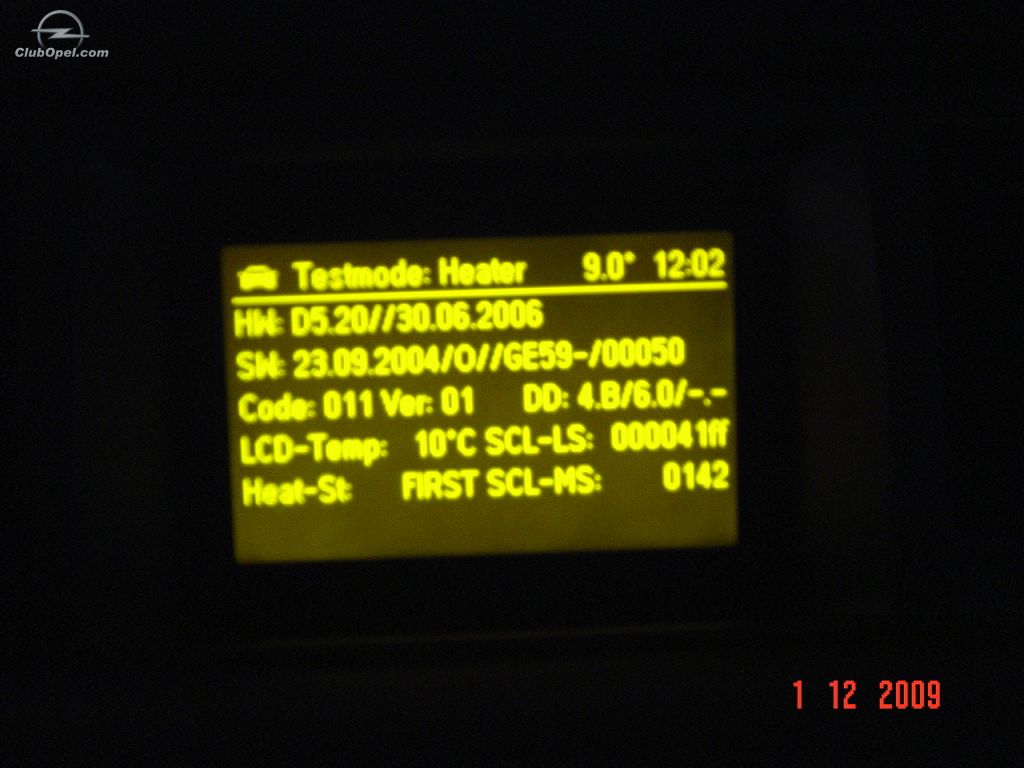 ClubOpel.com
Testmode: Heater 9.0° 12:02
HW: D5.20//30.06.2006
SW: 23.09.2004/O//GE59-/00050
Code: 011 Ver: 01 DD: 4.B/6.0/-.-
LCD-Temp: 10°C SCL-LS: 000041ff
Heat-St: FIRST SCL-MS: 0142
1 12 2009